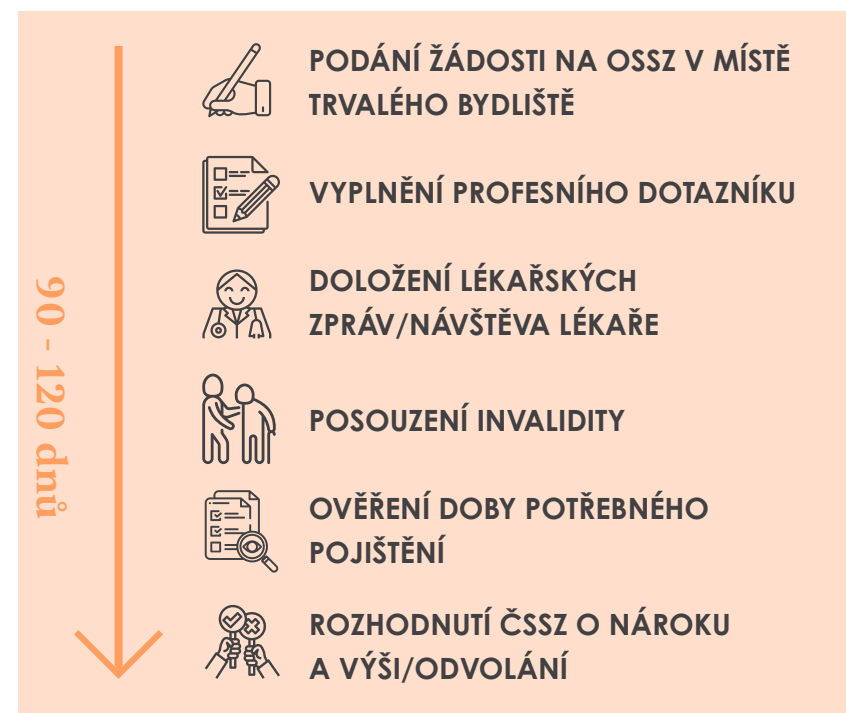 90 - 120 dnů
PODÁNÍ ŽÁDOSTI NA OSSZ V MÍSTĚ
TRVALÉHO BYDLIŠTĚ
VYPLNĚNÍ PROFESNÍHO DOTAZNÍKU
DOLOŽENÍ LÉKAŘSKÝCH
ZPRÁV/NÁVŠTĚVA LÉKAŘE
POSOUZENÍ INVALIDITY
OVĚŘENÍ DOBY POTŘEBNÉHO
POJIŠTĚNÍ
ROZHODNUTÍ ČSSZ O NÁROKU
A VÝŠI/ODVOLÁNÍ